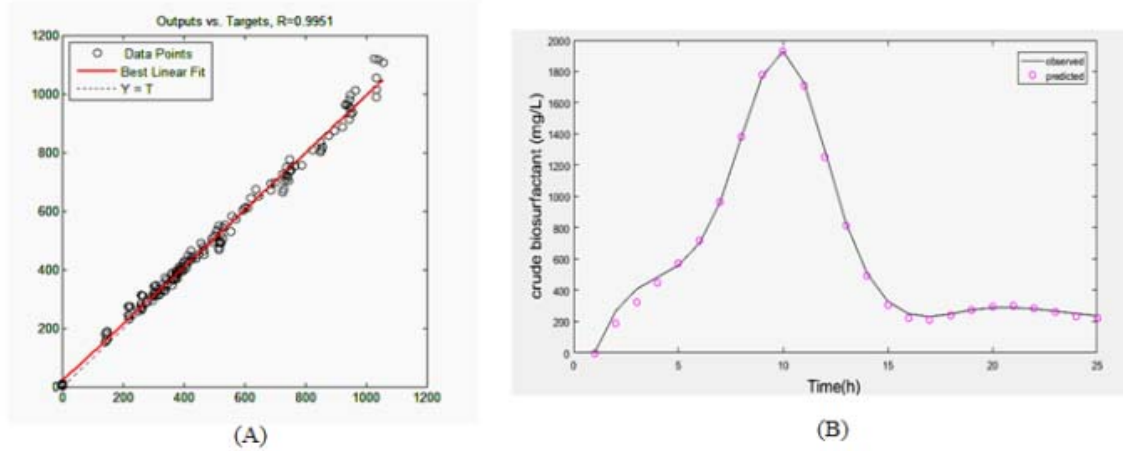 Outputs vs. Targets, R=0.9951
1200
1000
800
600
400
200
0
Data Points
Best Linear Fit
Y = T
0 200 400 600 800 1000 1200
(A)
crude biosurfactant (mg/L)
2000
1800
1600
1400
1200
1000
800
600
400
200
0
observed
predicted
0 5 10 15 20 25
Time(h)
(B)